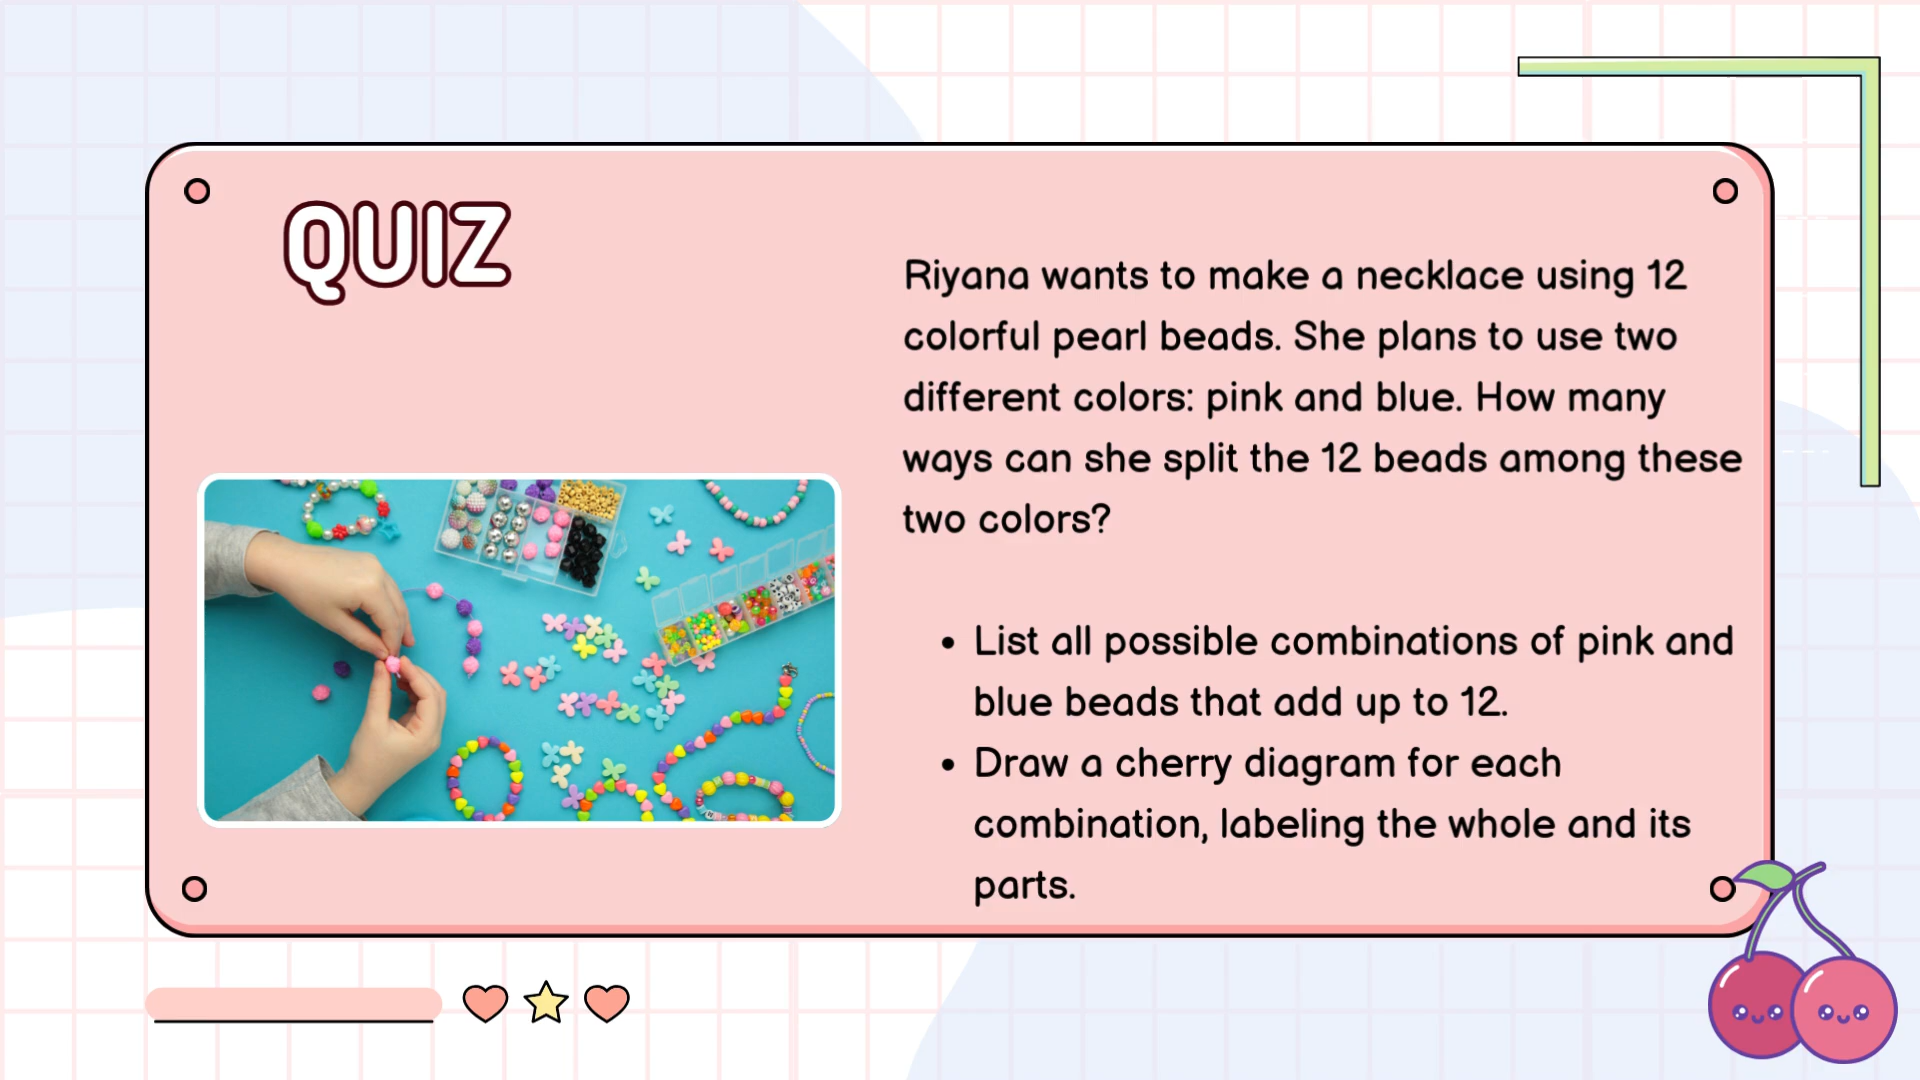 QUIZ
Riyana wants to make a necklace using 12
colorful pearl beads. She plans to use two
different colors: pink and blue. How many
ways can she split the 12 beads among these
two colors?
• List all possible combinations of pink and
blue beads that add up to 12.
• Draw a cherry diagram for each
combination, labeling the whole and its
parts.